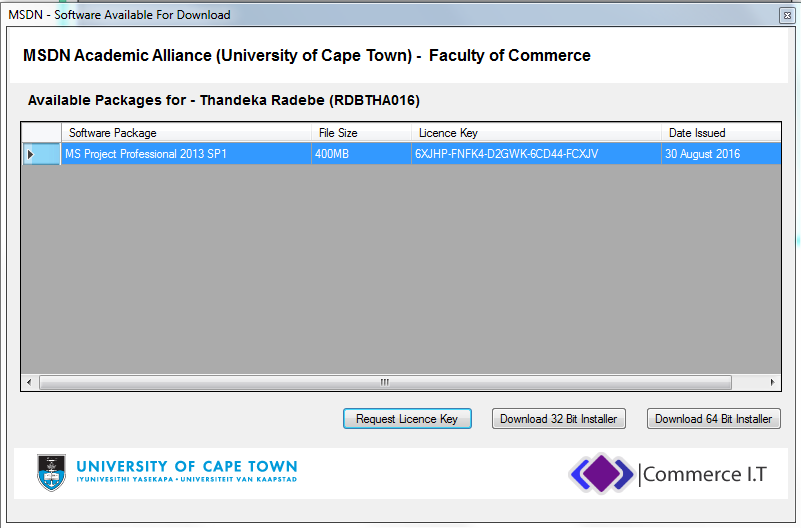 MSDN - Software Available For Download
MSDN Academic Alliance (University of Cape Town) - Faculty of Commerce
Available Packages for - Thandeka Radebe (RDBTHA016)
Software Package File Size Licence Key Date Issued
MS Project Professional 2013 SP1 400MB 6XJHP-FNFK4-D2GWK-6CD44-FCXJV 30 August 2016
Request Licence Key Download 32 Bit Installer Download 64 Bit Installer
UNIVERSITY OF CAPE TOWN
IYUNIVESITHI YASEKAPA • UNIVERSITEIT VAN KAAPSTAD
Commerce I.T